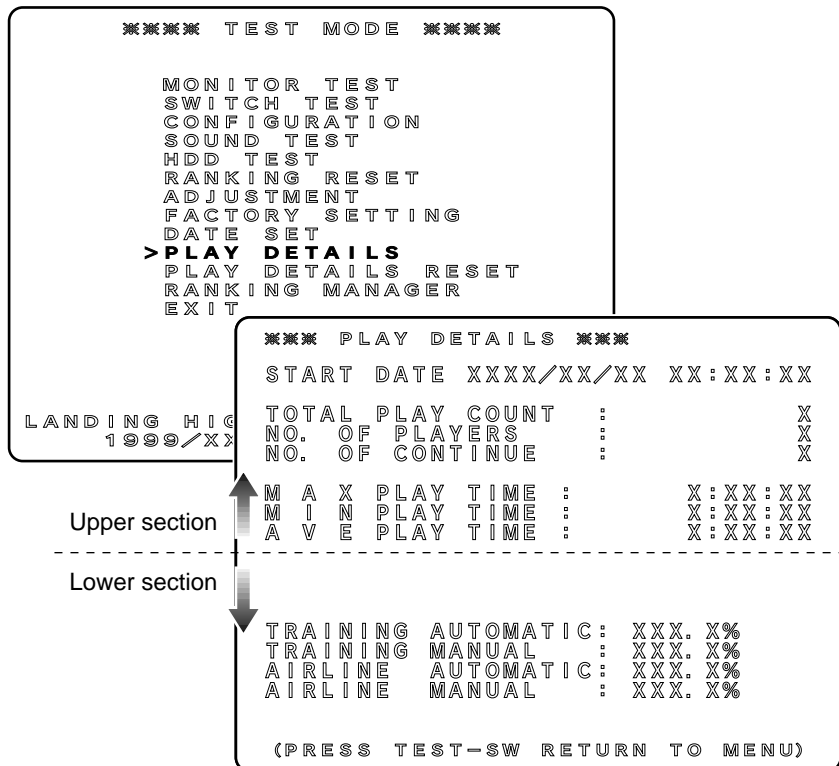 ※※※※ TEST MODE ※※※※
MONITOR TEST
SWITCH TEST
CONFIGURATION
SOUND TEST
HDD TEST
RANKING RESET
ADJUSTMENT
FACTORY SETTING
DATE SET
>PLAY DETAILS
PLAY DETAILS RESET
RANKING MANAGER
EXIT
LANDING HIG
1999/XX
※※※ PLAY DETAILS ※※※
START DATE XXXX/XX/XX XX:XX:XX
TOTAL PLAY COUNT : X
NO. OF PLAYERS : X
NO. OF CONTINUE : X
MAX PLAY TIME : X:XX:XX
MIN PLAY TIME : X:XX:XX
AVE PLAY TIME : X:XX:XX
Upper section
Lower section
TRAINING AUTOMATIC: XXX.X%
TRAINING MANUAL : XXX.X%
AIRLINE AUTOMATIC: XXX.X%
AIRLINE MANUAL : XXX.X%
(PRESS TEST-SW RETURN TO MENU)